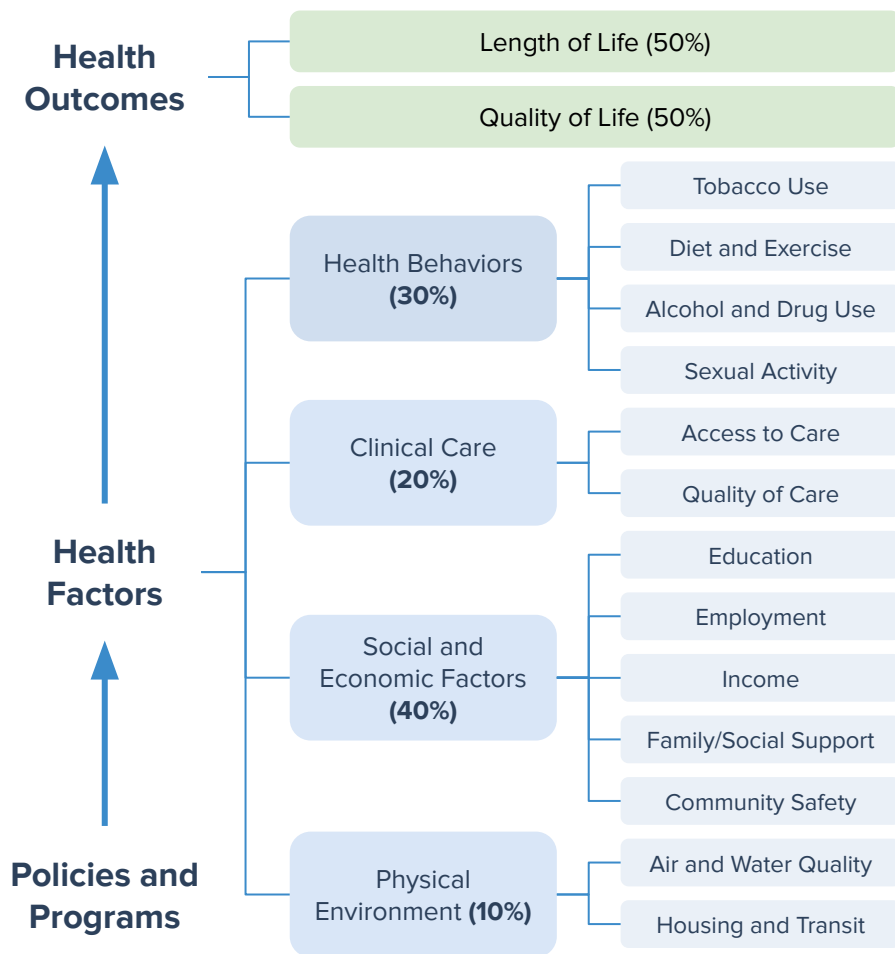 Health
Outcomes
Length of Life (50%)
Quality of Life (50%)
Health
Factors
Health Behaviors
(30%)
Tobacco Use
Diet and Exercise
Alcohol and Drug Use
Sexual Activity
Clinical Care
(20%)
Access to Care
Quality of Care
Social and
Economic Factors
(40%)
Education
Employment
Income
Family/Social Support
Community Safety
Physical
Environment (10%)
Air and Water Quality
Housing and Transit
Policies and
Programs